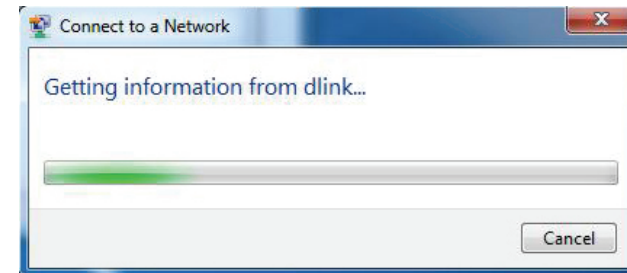 Connect to a Network
Getting information from dlink...
Cancel